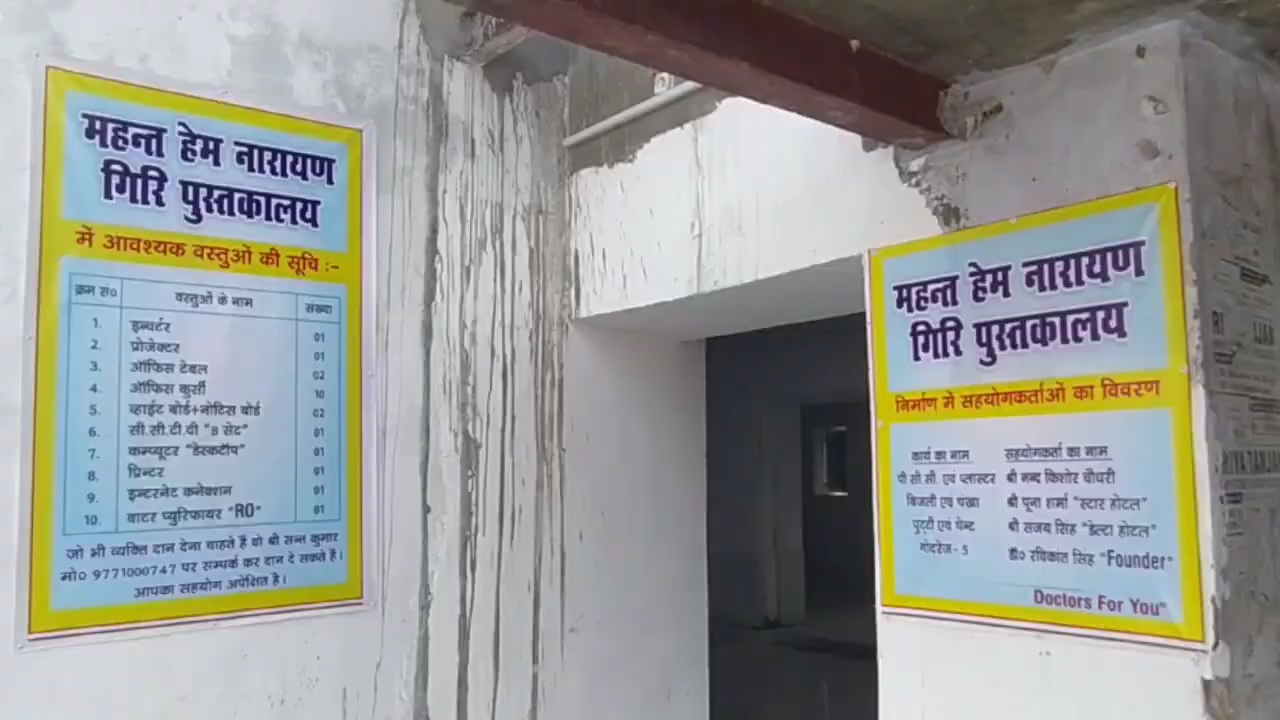 महन्त हेम नारायण
गिरि पुस्तकालय
में आवश्यक वस्तुओं की सूचि :-
क्रम सं० वस्तुओं के नाम संख्या
1. इन्वर्टर 01
2. प्रोजेक्टर 01
3. ऑफिस टेबल 02
4. ऑफिस कुर्सी 10
5. व्हाईट बोर्ड+नोटिस बोर्ड 02
6. सी.सी.टी.वी "8 सेट" 01
7. कम्प्यूटर "डेस्कटॉप" 01
8. प्रिन्टर 01
9. इन्टरनेट कनेक्शन 01
10. वाटर प्युरिफायर "RO" 01
जो भी व्यक्ति दान देना चाहते है वो श्री सन्त कुमार
मो० 9771000747 पर सम्पर्क कर दान दे सकते है।
आपका सहयोग अपेक्षित है।
महन्त हेम नारायण
गिरि पुस्तकालय
निर्माण में सहयोगकर्ताओं का विवरण
कार्य का नाम सहयोगकर्ता का नाम
पी सी.सी. एवं प्लास्टर श्री नन्द किशोर चौधरी
बिजली एवं पंखा श्री पूना शर्मा "स्टार होटल"
पुट्टी एवं पेन्ट श्री संजय सिंह "डेल्टा होटल"
गोदरेज- 5 डॉ० रविकांत सिंह "Founder"
Doctors For You"